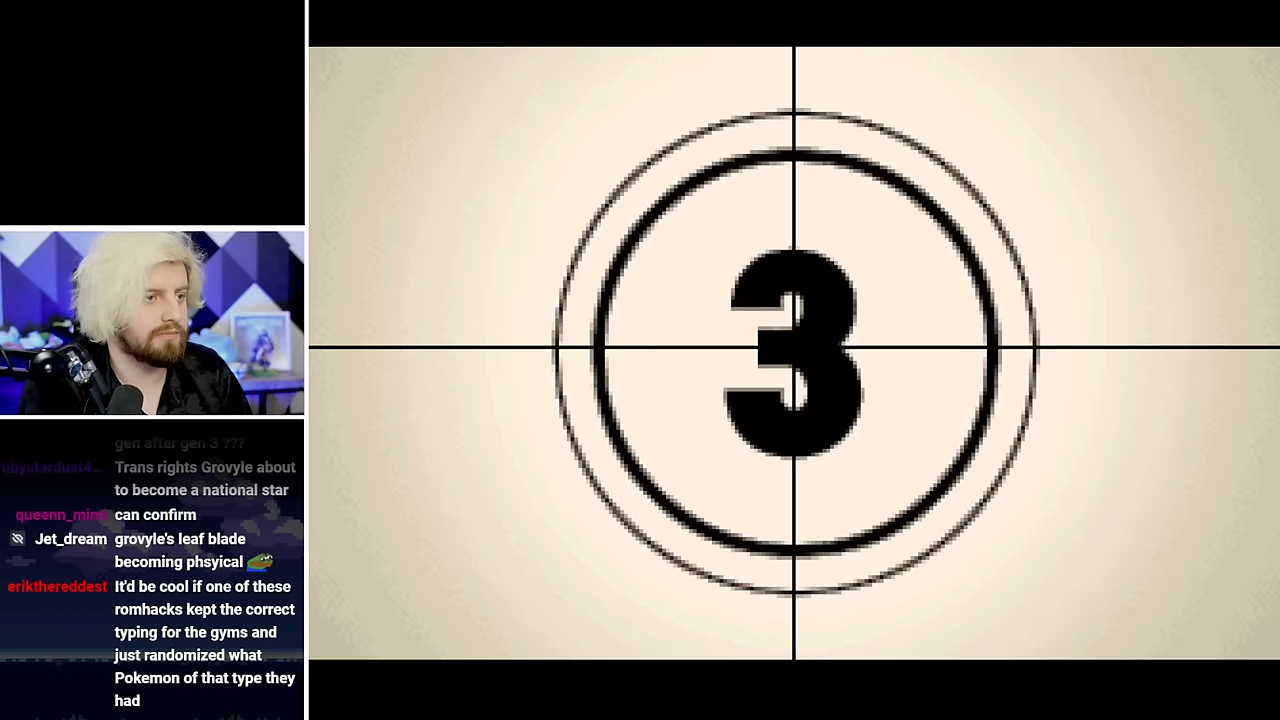 3
gen after gen 3 ???
Trans rights Grovyle about
to become a national star
can confirm
Jet_dream grovyle's leaf blade
becoming phsyical
erikthereddest It'd be cool if one of these
romhacks kept the correct
typing for the gyms and
just randomized what
Pokemon of that type they
had